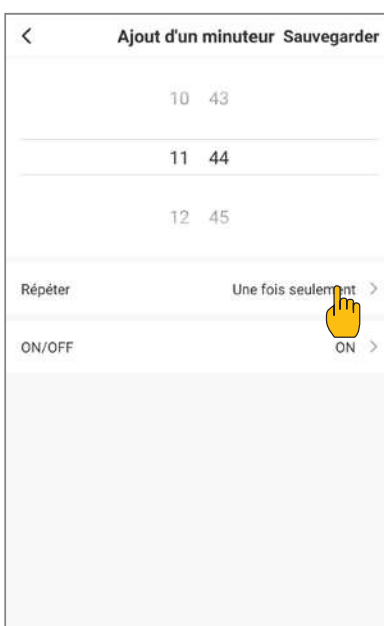 Ajout d'un minuteur Sauvegarder
10 43
11 44
12 45
Répéter Une fois seulement
ON/OFF ON